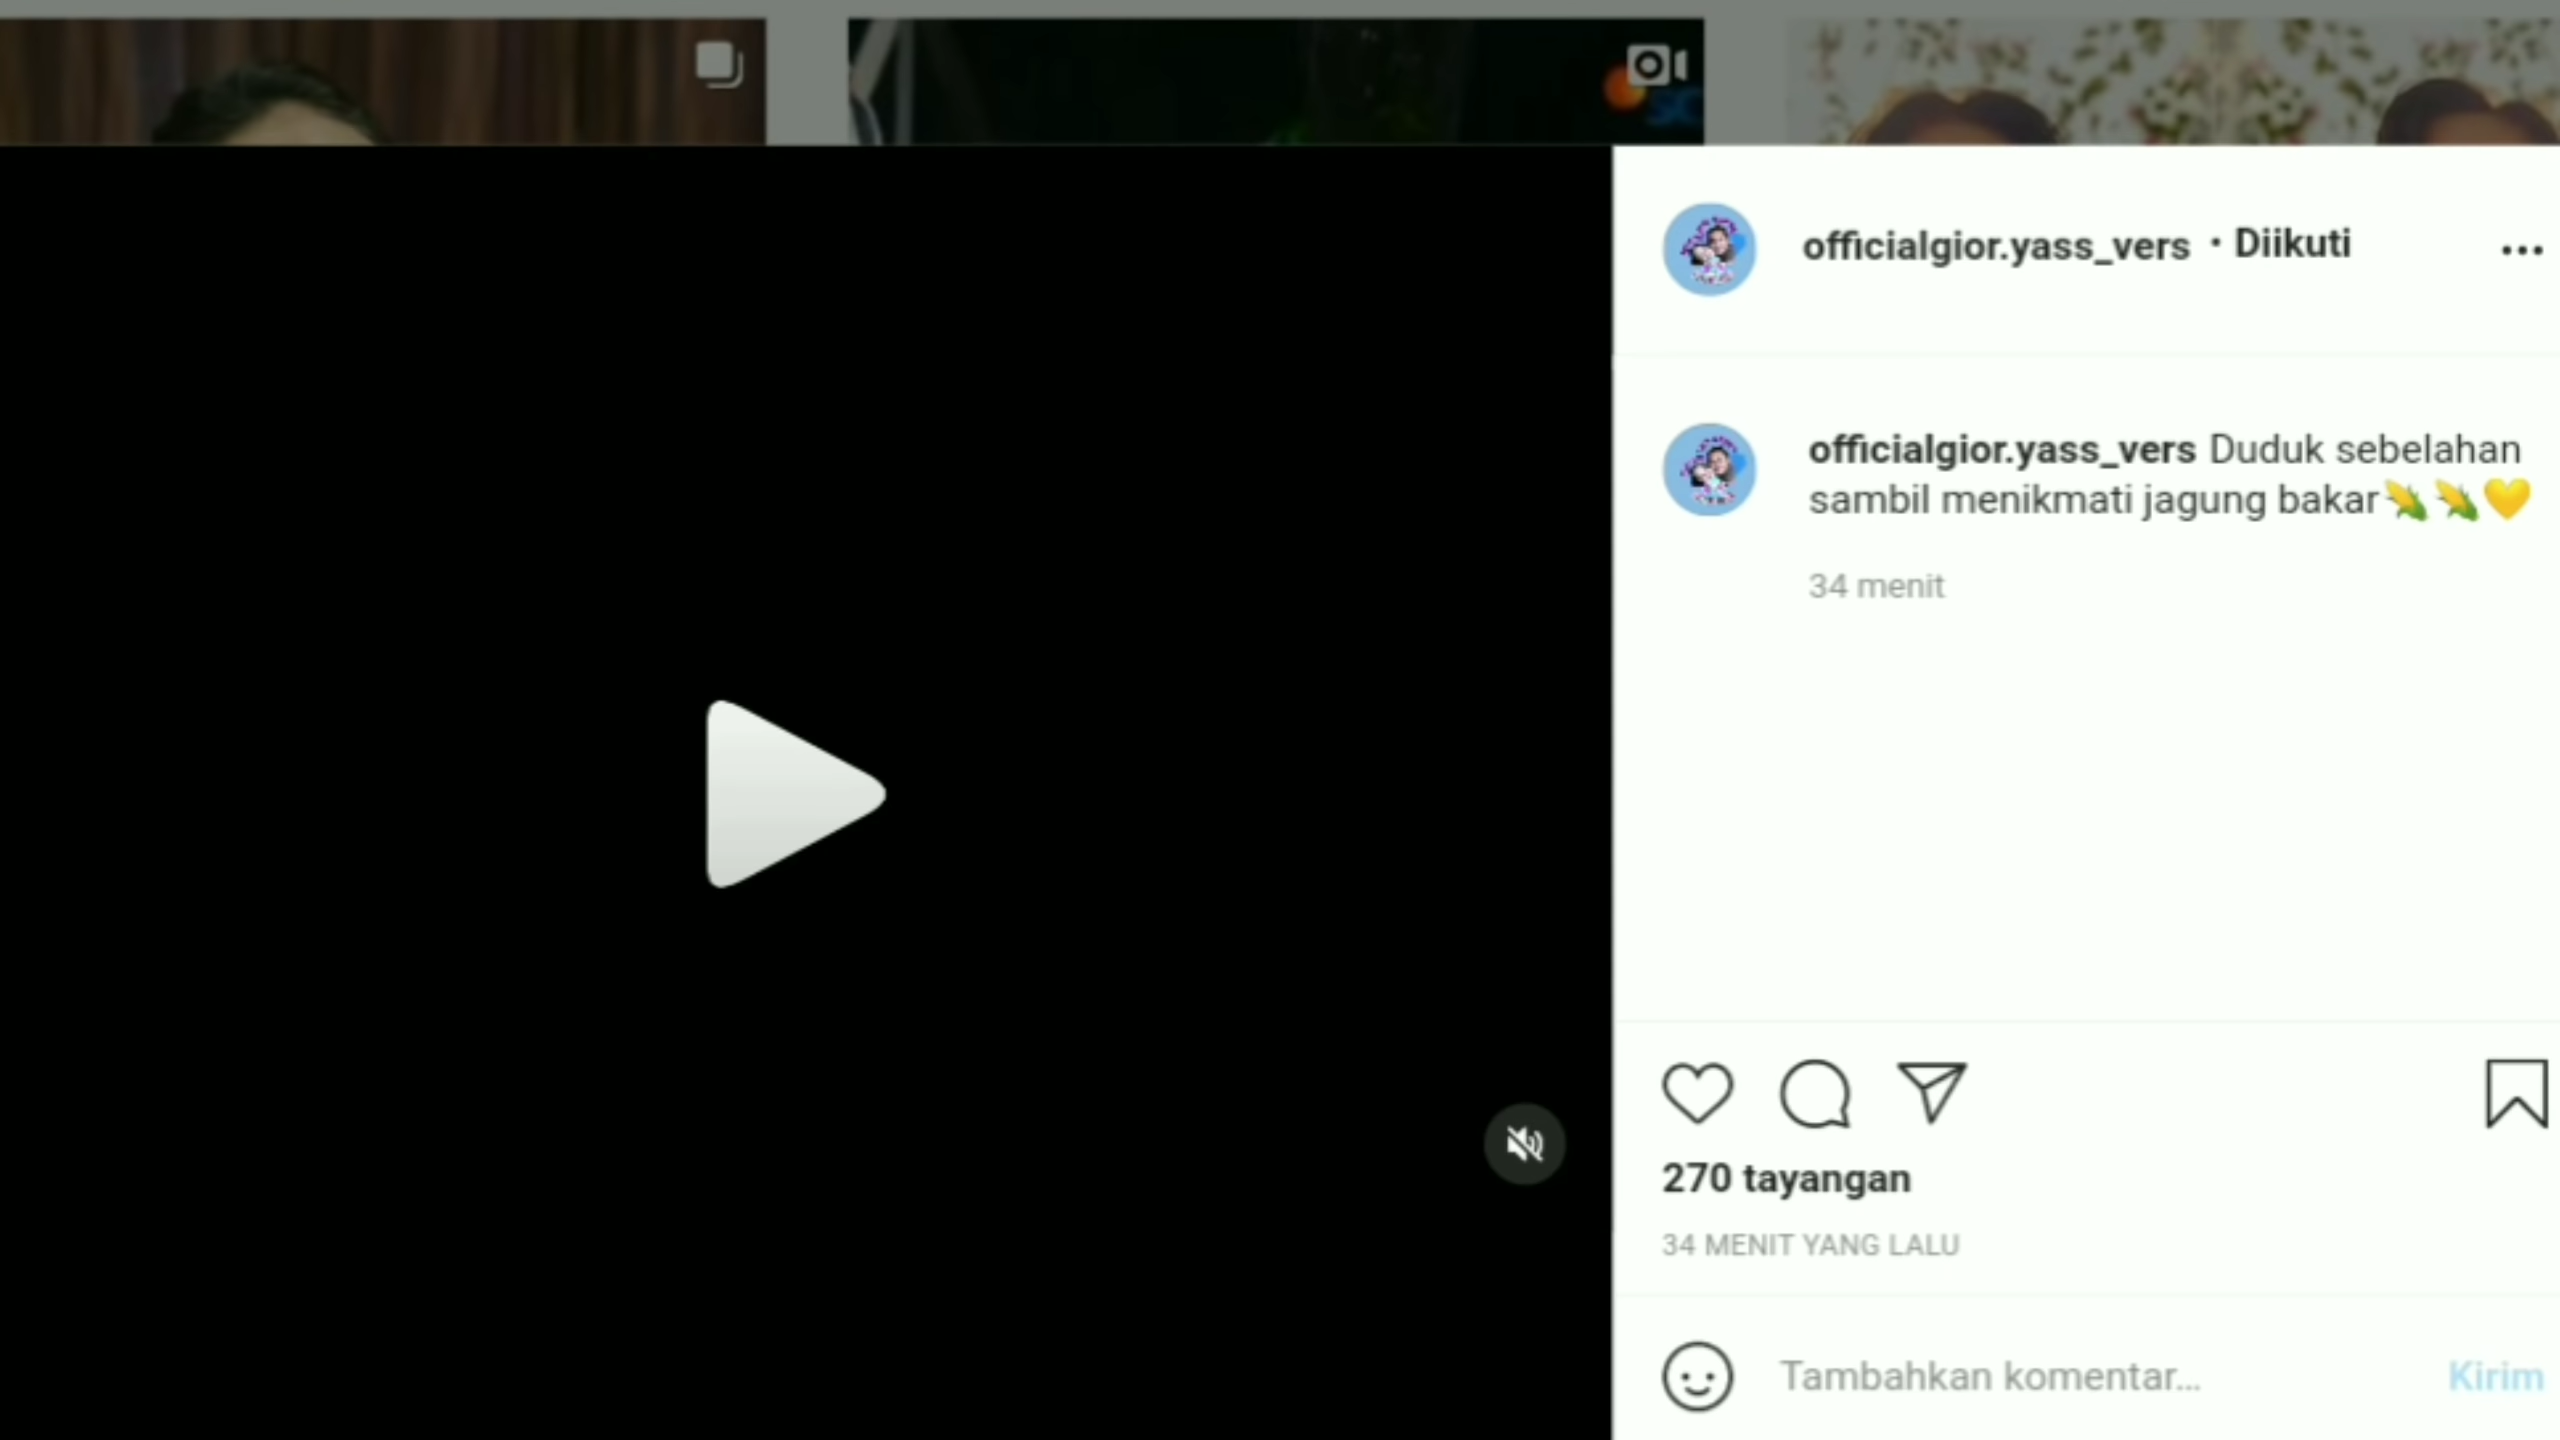 officialgior.yass_vers • Diikuti
officialgior.yass_vers Duduk sebelahan
sambil menikmati jagung bakar🌽🌽💛
34 menit
270 tayangan
34 MENIT YANG LALU
Tambahkan komentar... Kirim